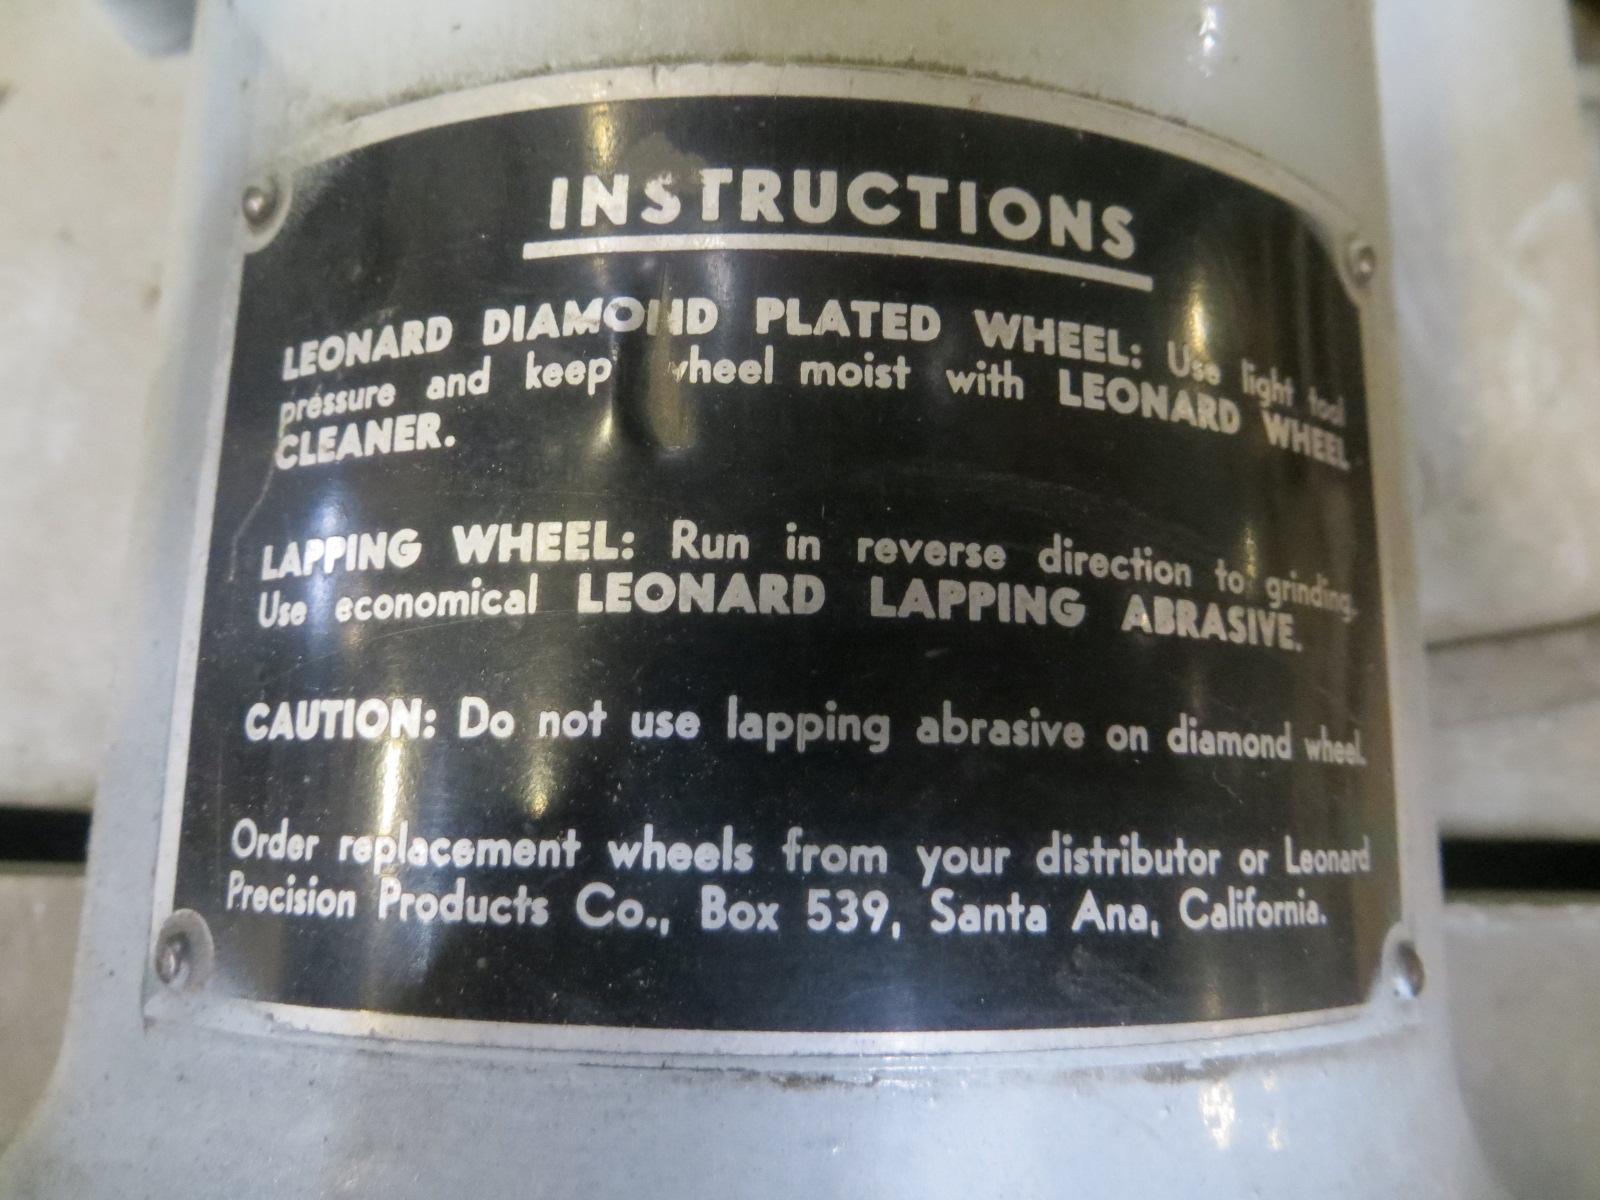 INSTRUCTIONS
LEONARD DIAMOND PLATED WHEEL: Use light tool
pressure and keep wheel moist with LEONARD WHEEL
CLEANER.
LAPPING WHEEL: Run in reverse direction to grinding.
Use economical LEONARD LAPPING ABRASIVE.
CAUTION: Do not use lapping abrasive on diamond wheel.
Order replacement wheels from your distributor or Leonard
Precision Products Co., Box 539, Santa Ana, California.